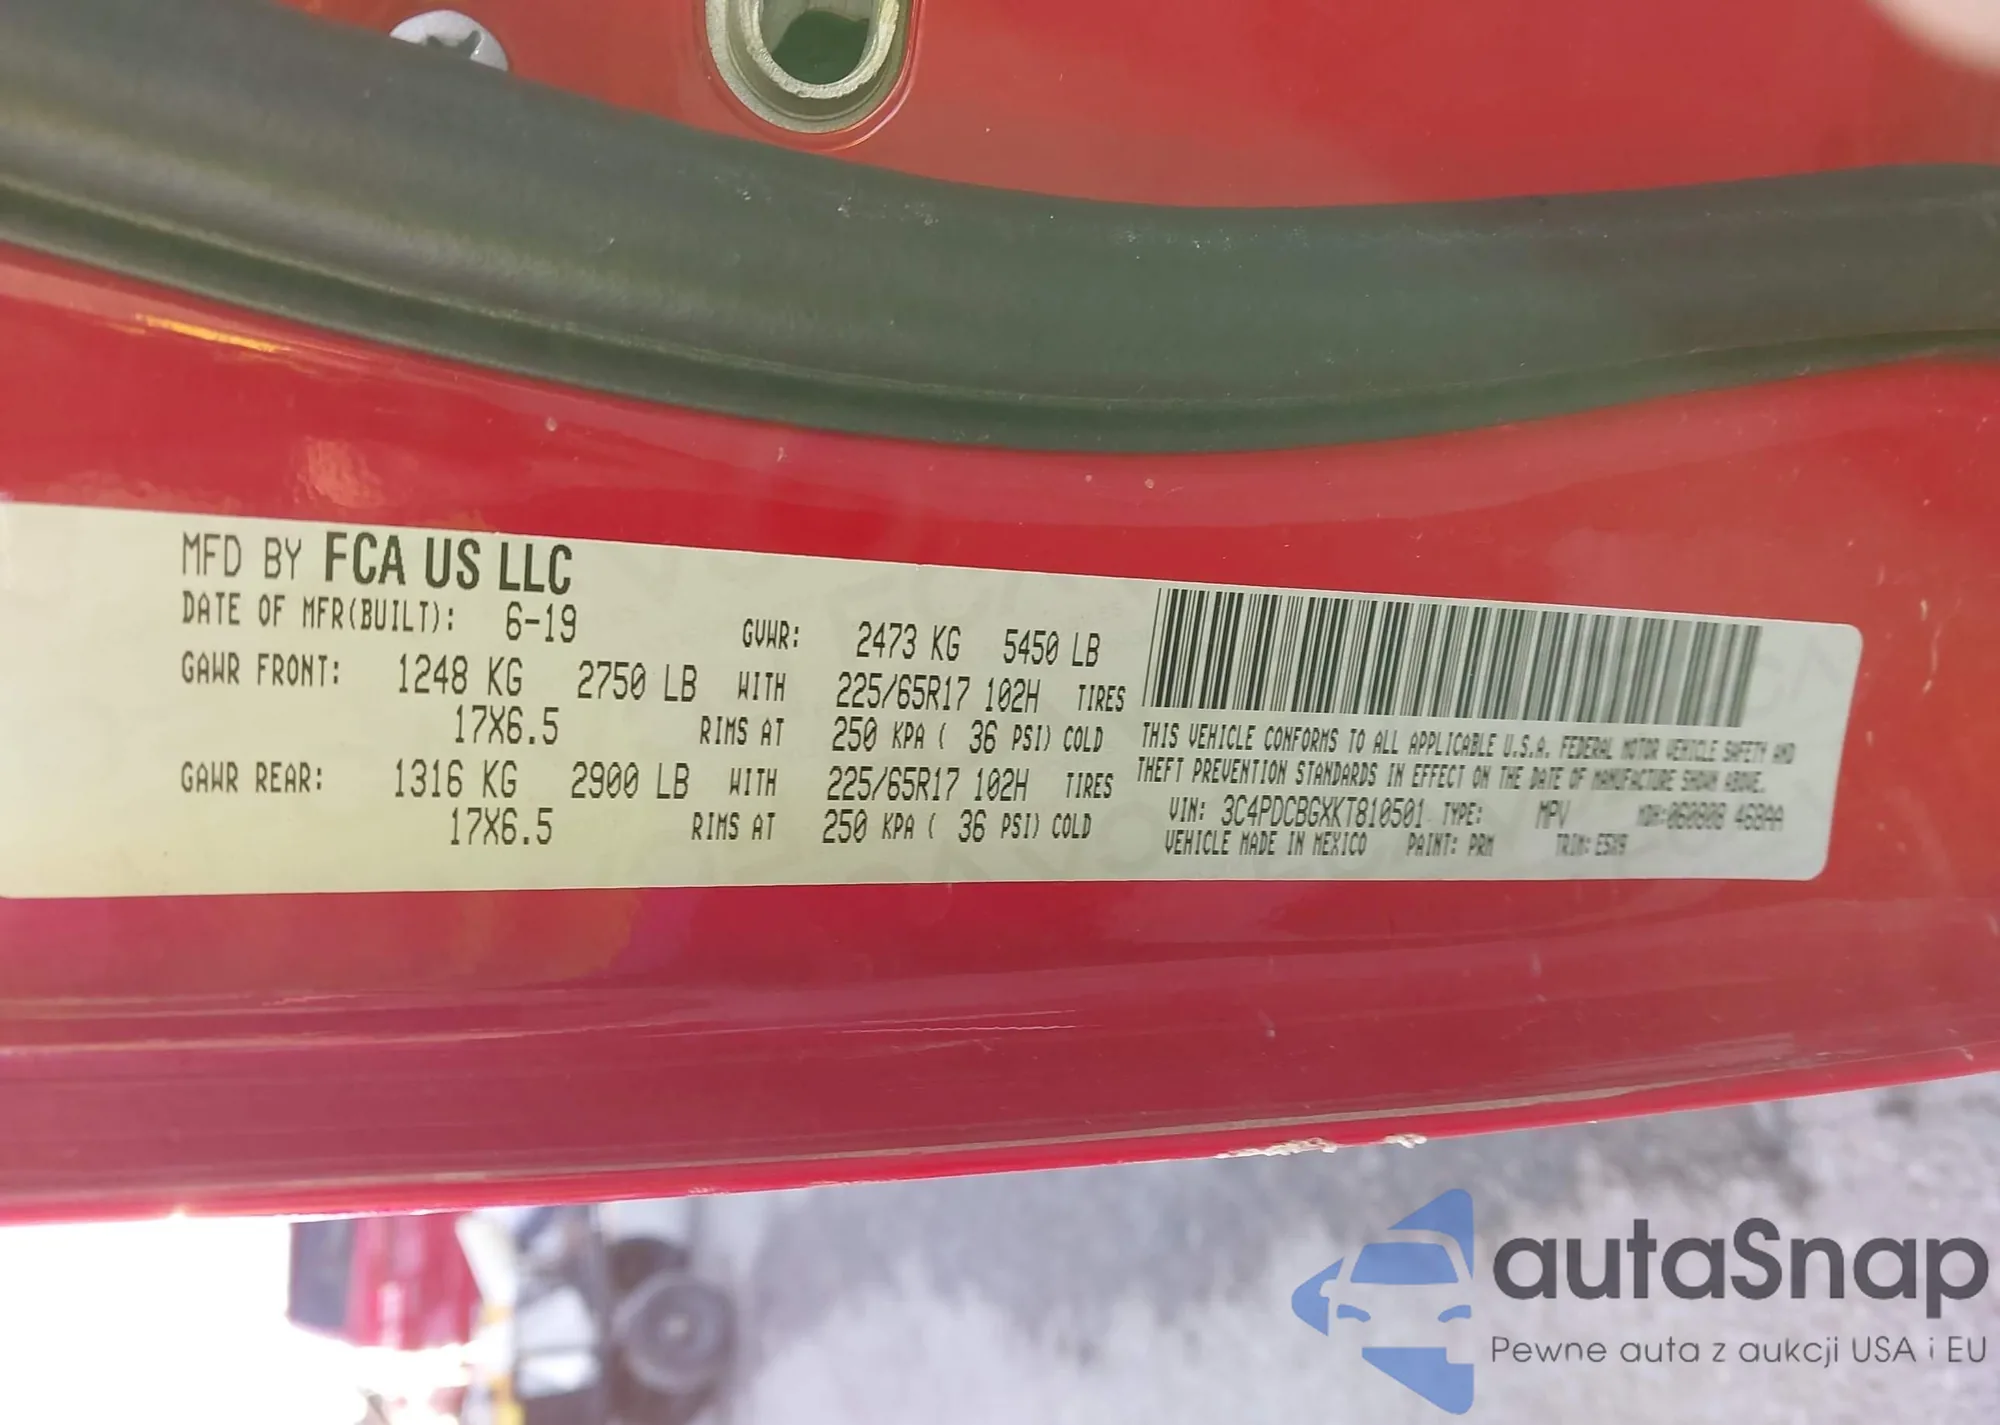 MFD BY FCA US LLC
DATE OF MFR(BUILT): 6-19 GVWR: 2473 KG 5450 LB
GAWR FRONT: 1248 KG 2750 LB WITH 225/65R17 102H TIRES
17X6.5 RIMS AT 250 KPA ( 36 PSI) COLD
GAWR REAR: 1316 KG 2900 LB WITH 225/65R17 102H TIRES
17X6.5 RIMS AT 250 KPA ( 36 PSI) COLD
THIS VEHICLE CONFORMS TO ALL APPLICABLE U.S.A. FEDERAL MOTOR VEHICLE SAFETY AND
THEFT PREVENTION STANDARDS IN EFFECT ON THE DATE OF MANUFACTURE SHOWN ABOVE.
VIN: 3C4PDCBGXKT810501 TYPE: MPV MDH:060808 468AA
VEHICLE MADE IN MEXICO PAINT: PRM TRIM:
autaSnap
Pewne auta z aukcji USA i EU